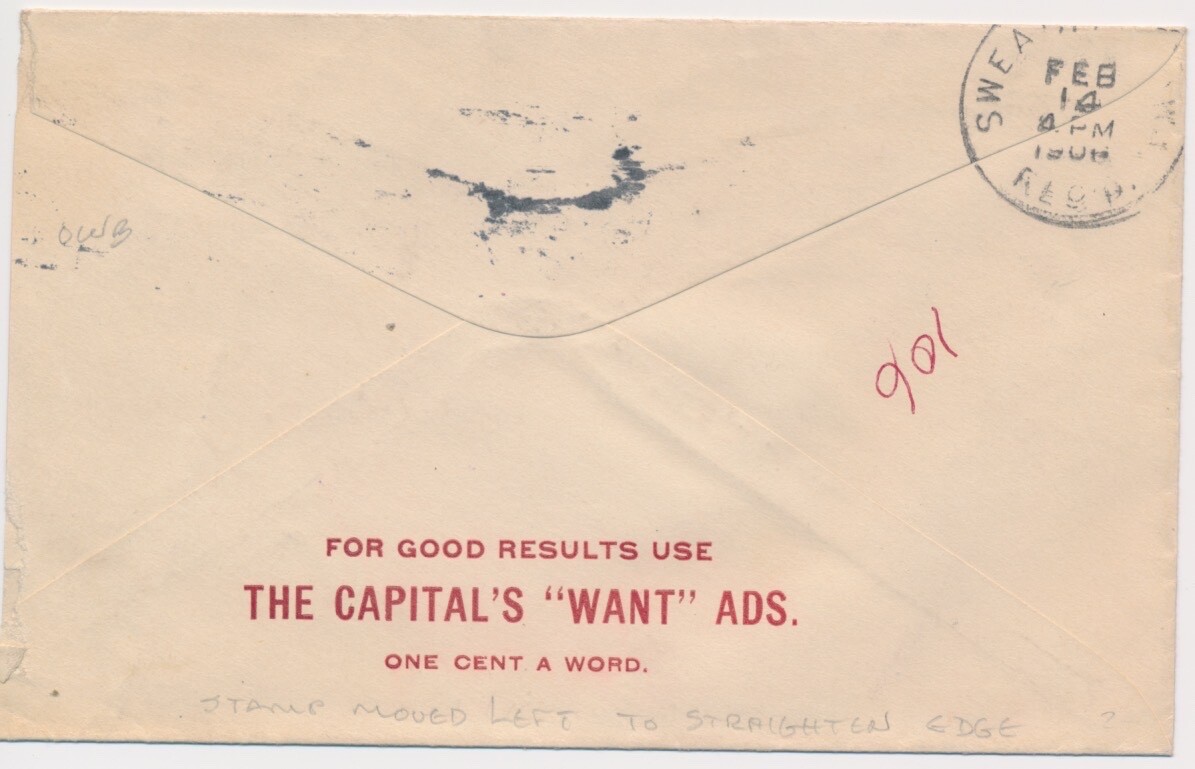 FEB
14
4 PM
REC'D.
OWB
901
FOR GOOD RESULTS USE
THE CAPITAL'S "WANT" ADS.
ONE CENT A WORD.
STAMP MOVED LEFT TO STRAIGHTEN EDGE ?